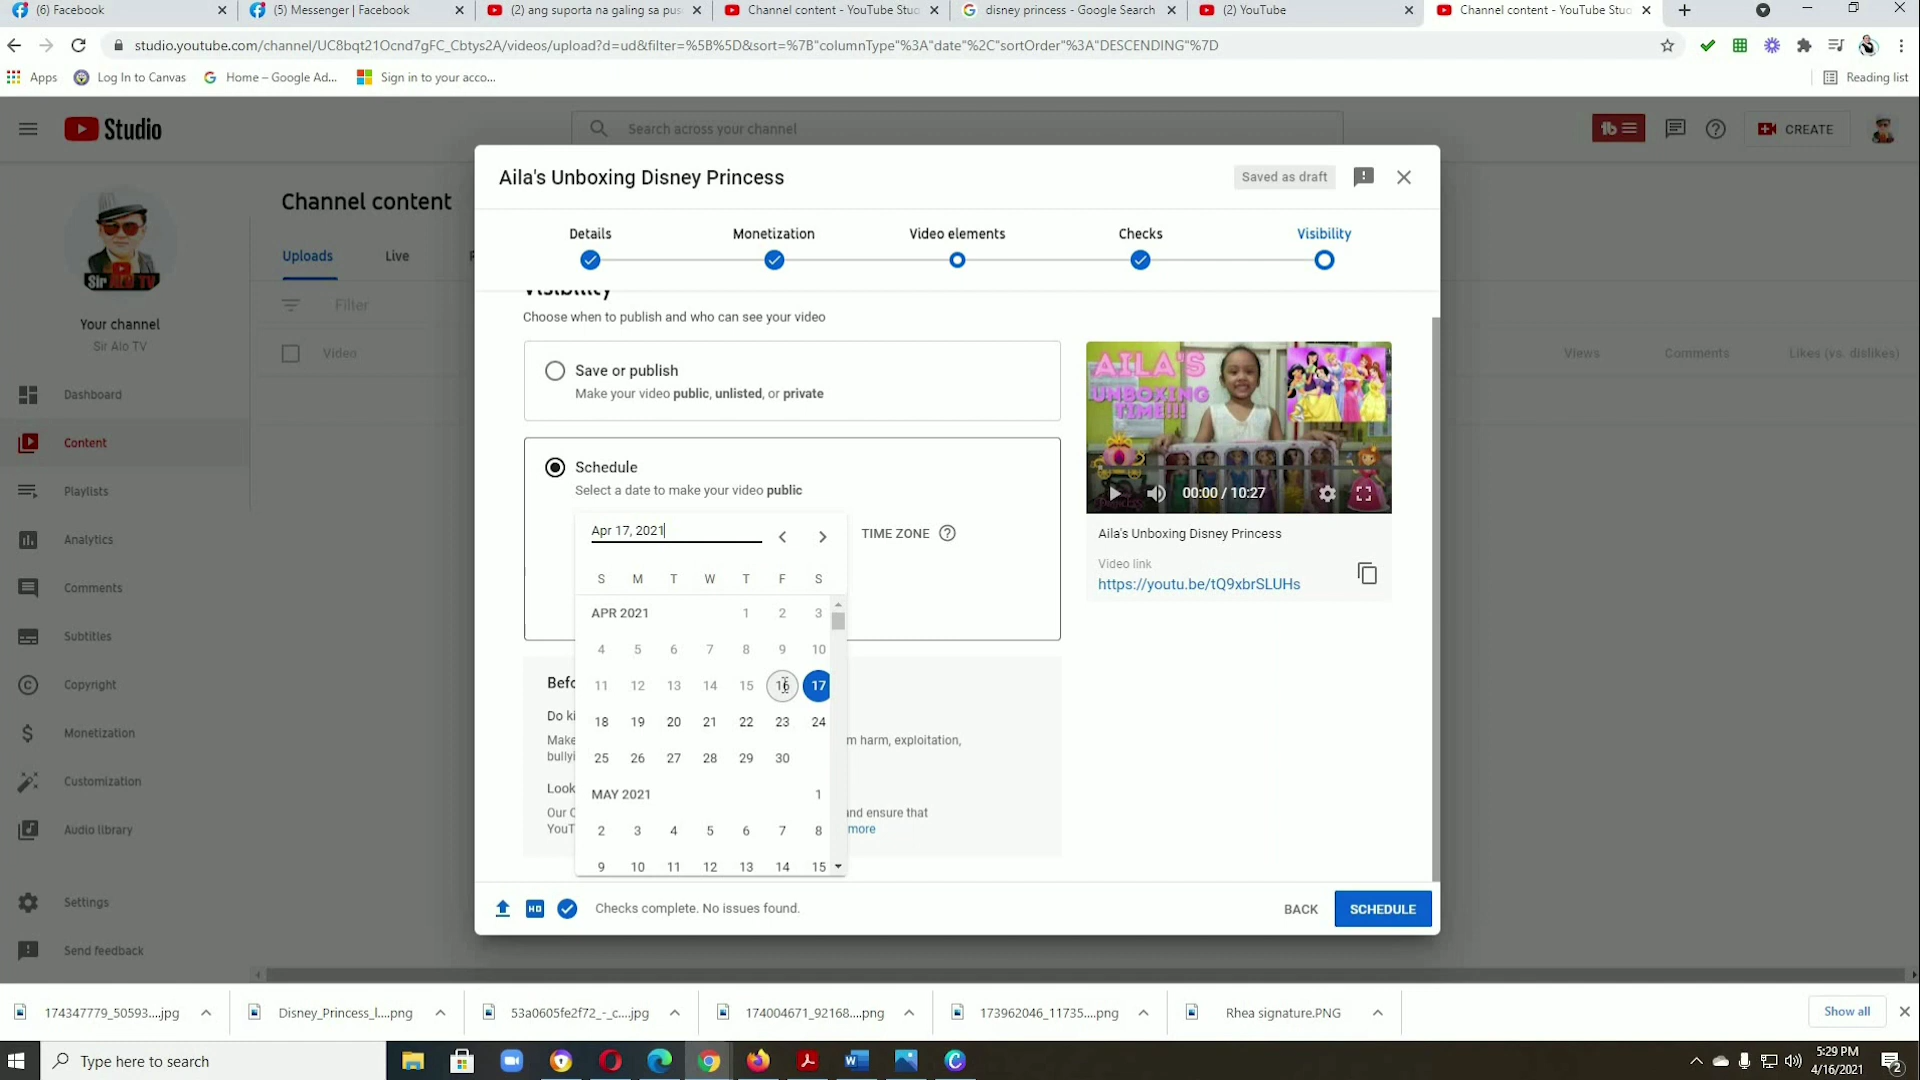 (6) Facebook
(5) Messenger | Facebook
(2) ang suporta na galing sa pus
Channel content - YouTube Stud
disney princess - Google Search
(2) YouTube
Channel content - YouTube Stud
studio.youtube.com/channel/UC8bqt21Ocnd7gFC_Cbtys2A/videos/upload?d=ud&filter=%5B%5D&sort=%7B"columnType"%3A"date"%2C"sortOrder"%3A"DESCENDING"%7D
Apps
Log In to Canvas
Home – Google Ad...
Sign in to your acco...
Reading list
Studio
Search across your channel
CREATE
Sir Alo TV
Your channel
Sir Alo TV
Dashboard
Content
Playlists
Analytics
Comments
Subtitles
Copyright
Monetization
Customization
Audio library
Settings
Send feedback
Channel content
Uploads
Live
Filter
Video
Views
Comments
Likes (vs. dislikes)
Aila's Unboxing Disney Princess
Saved as draft
Details
Monetization
Video elements
Checks
Visibility
Visibility
Choose when to publish and who can see your video
Save or publish
Make your video public, unlisted, or private
Schedule
Select a date to make your video public
Apr 17, 2021
TIME ZONE
S M T W T F S
APR 2021 1 2 3
4 5 6 7 8 9 10
11 12 13 14 15 16 17
18 19 20 21 22 23 24
25 26 27 28 29 30
MAY 2021 1
2 3 4 5 6 7 8
9 10 11 12 13 14 15
Befo
Do ki
Make m harm, exploitation,
bullyi
Look
Our C and ensure that
YouT more
AILA'S
UNBOXING
TIME!!!
00:00 / 10:27
Aila's Unboxing Disney Princess
Video link
https://youtu.be/tQ9xbrSLUHs
HD
Checks complete. No issues found.
BACK
SCHEDULE
174347779_50593....jpg
Disney_Princess_l....png
53a0605fe2f72_-_c....jpg
174004671_92168....png
173962046_11735....png
Rhea signature.PNG
Show all
Type here to search
5:29 PM
4/16/2021
2